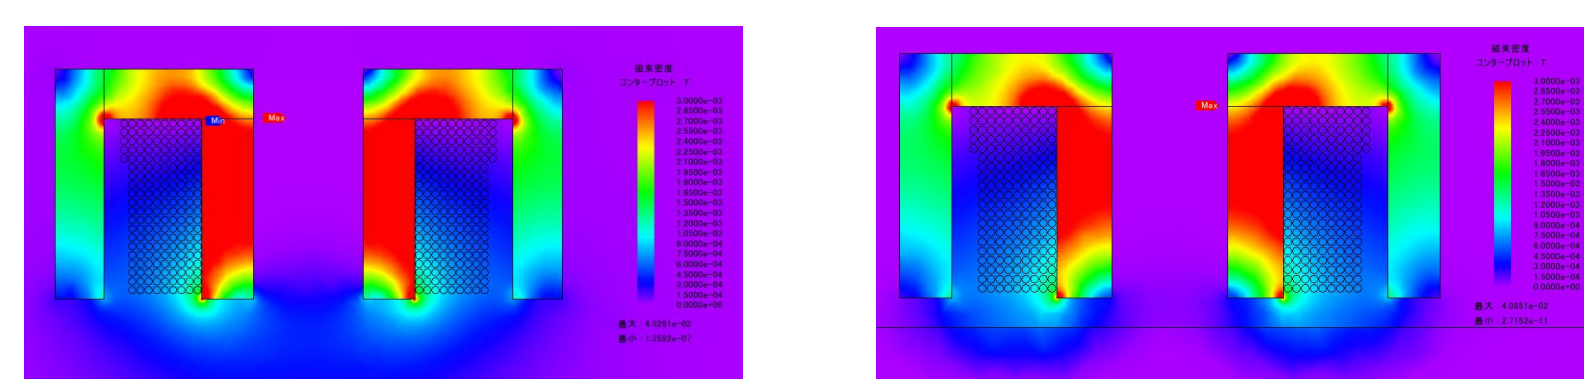 磁束密度
コンタープロット T
3.0000e-03
2.8500e-03
2.7000e-03
2.5500e-03
2.4000e-03
2.2500e-03
2.1000e-03
1.9500e-03
1.8000e-03
1.6500e-03
1.5000e-03
1.3500e-03
1.2000e-03
1.0500e-03
9.0000e-04
7.5000e-04
6.0000e-04
4.5000e-04
3.0000e-04
1.5000e-04
0.0000e+00
最大 : 4.5281e-02
最小 : 1.3592e-07
Min
Max
磁束密度
コンタープロット T
3.0000e-03
2.8500e-03
2.7000e-03
2.5500e-03
2.4000e-03
2.2500e-03
2.1000e-03
1.9500e-03
1.8000e-03
1.6500e-03
1.5000e-03
1.3500e-03
1.2000e-03
1.0500e-03
9.0000e-04
7.5000e-04
6.0000e-04
4.5000e-04
3.0000e-04
1.5000e-04
0.0000e+00
最大 : 4.0651e-02
最小 : 2.7152e-11
Max